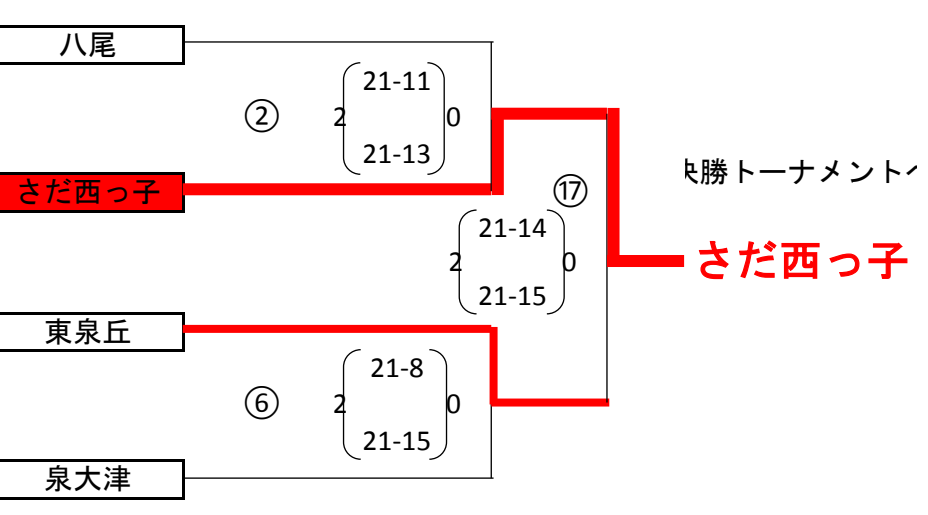 八尾
21-11
② 2 0
21-13
さだ西っ子
⑰
21-14
2 0
21-15
勝トーナメント
さだ西っ子
東泉丘
21-8
⑥ 2 0
21-15
泉大津